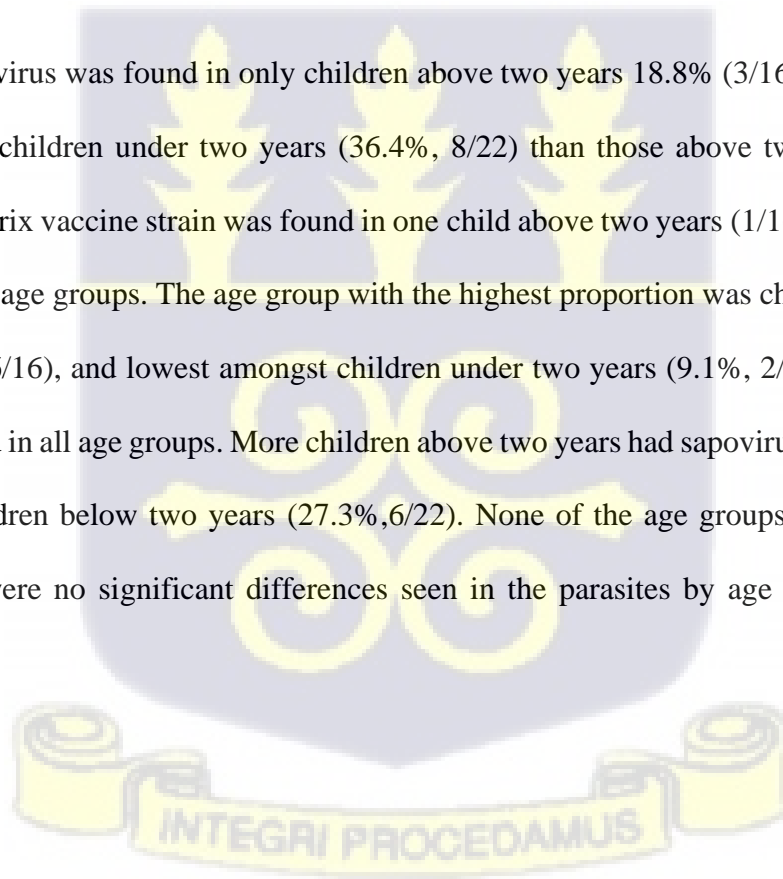 virus was found in only children above two years 18.8% (3/16
children under two years (36.4%, 8/22) than those above tw
rix vaccine strain was found in one child above two years (1/1
age groups. The age group with the highest proportion was ch
/16), and lowest amongst children under two years (9.1%, 2/
in all age groups. More children above two years had sapoviru
dren below two years (27.3%,6/22). None of the age groups
were no significant differences seen in the parasites by age
INTEGRI PROCEDAMUS